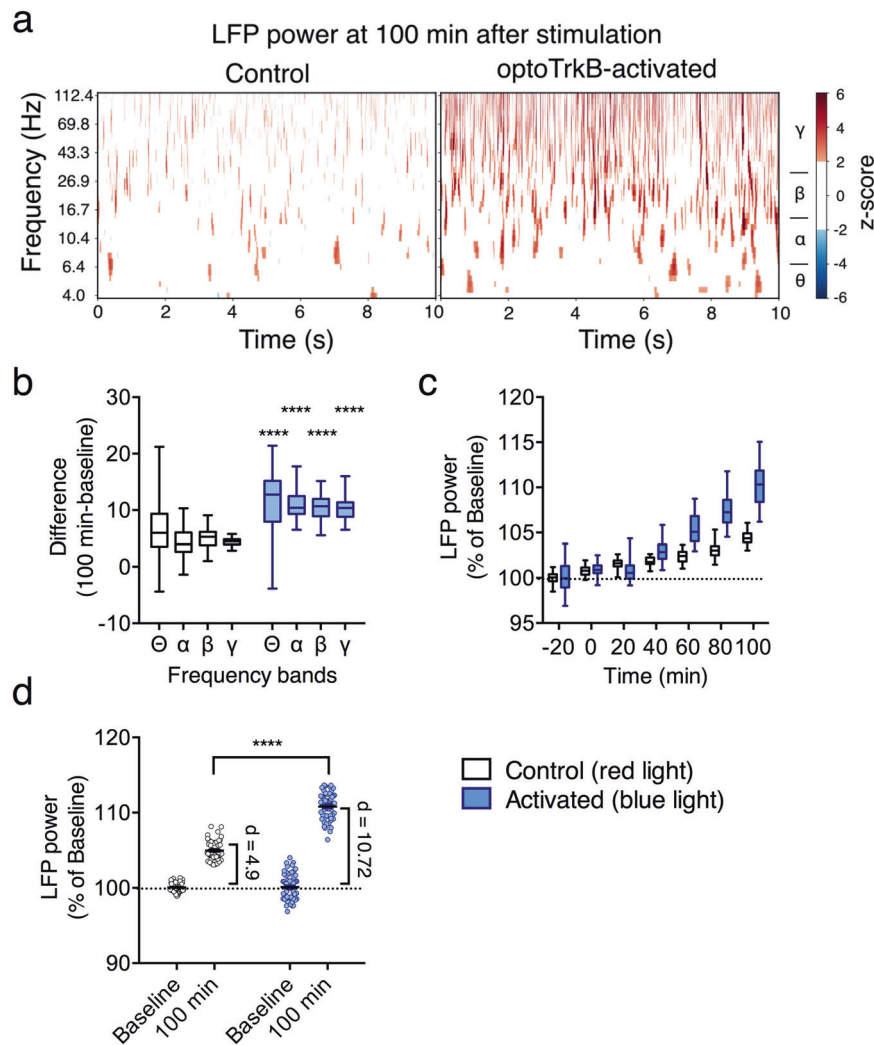 a
LFP power at 100 min after stimulation
Control
optoTrkB-activated
Frequency (Hz)
112.4
69.8
43.3
26.9
16.7
10.4
6.4
4.0
0
2
4
6
8
10
Time (s)
0
2
4
6
8
10
Time (s)
γ
β
α
θ
6
4
2
0
-2
-4
-6
z-score
b
Difference
(100 min-baseline)
30
20
10
0
-10
****
****
****
****
Θ α β γ Θ α β γ
Frequency bands
c
LFP power
(% of Baseline)
120
115
110
105
100
95
-20 0 20 40 60 80 100
Time (min)
d
LFP power
(% of Baseline)
120
110
100
90
****
d = 4.9
d = 10.72
Baseline
100 min
Baseline
100 min
Control (red light)
Activated (blue light)